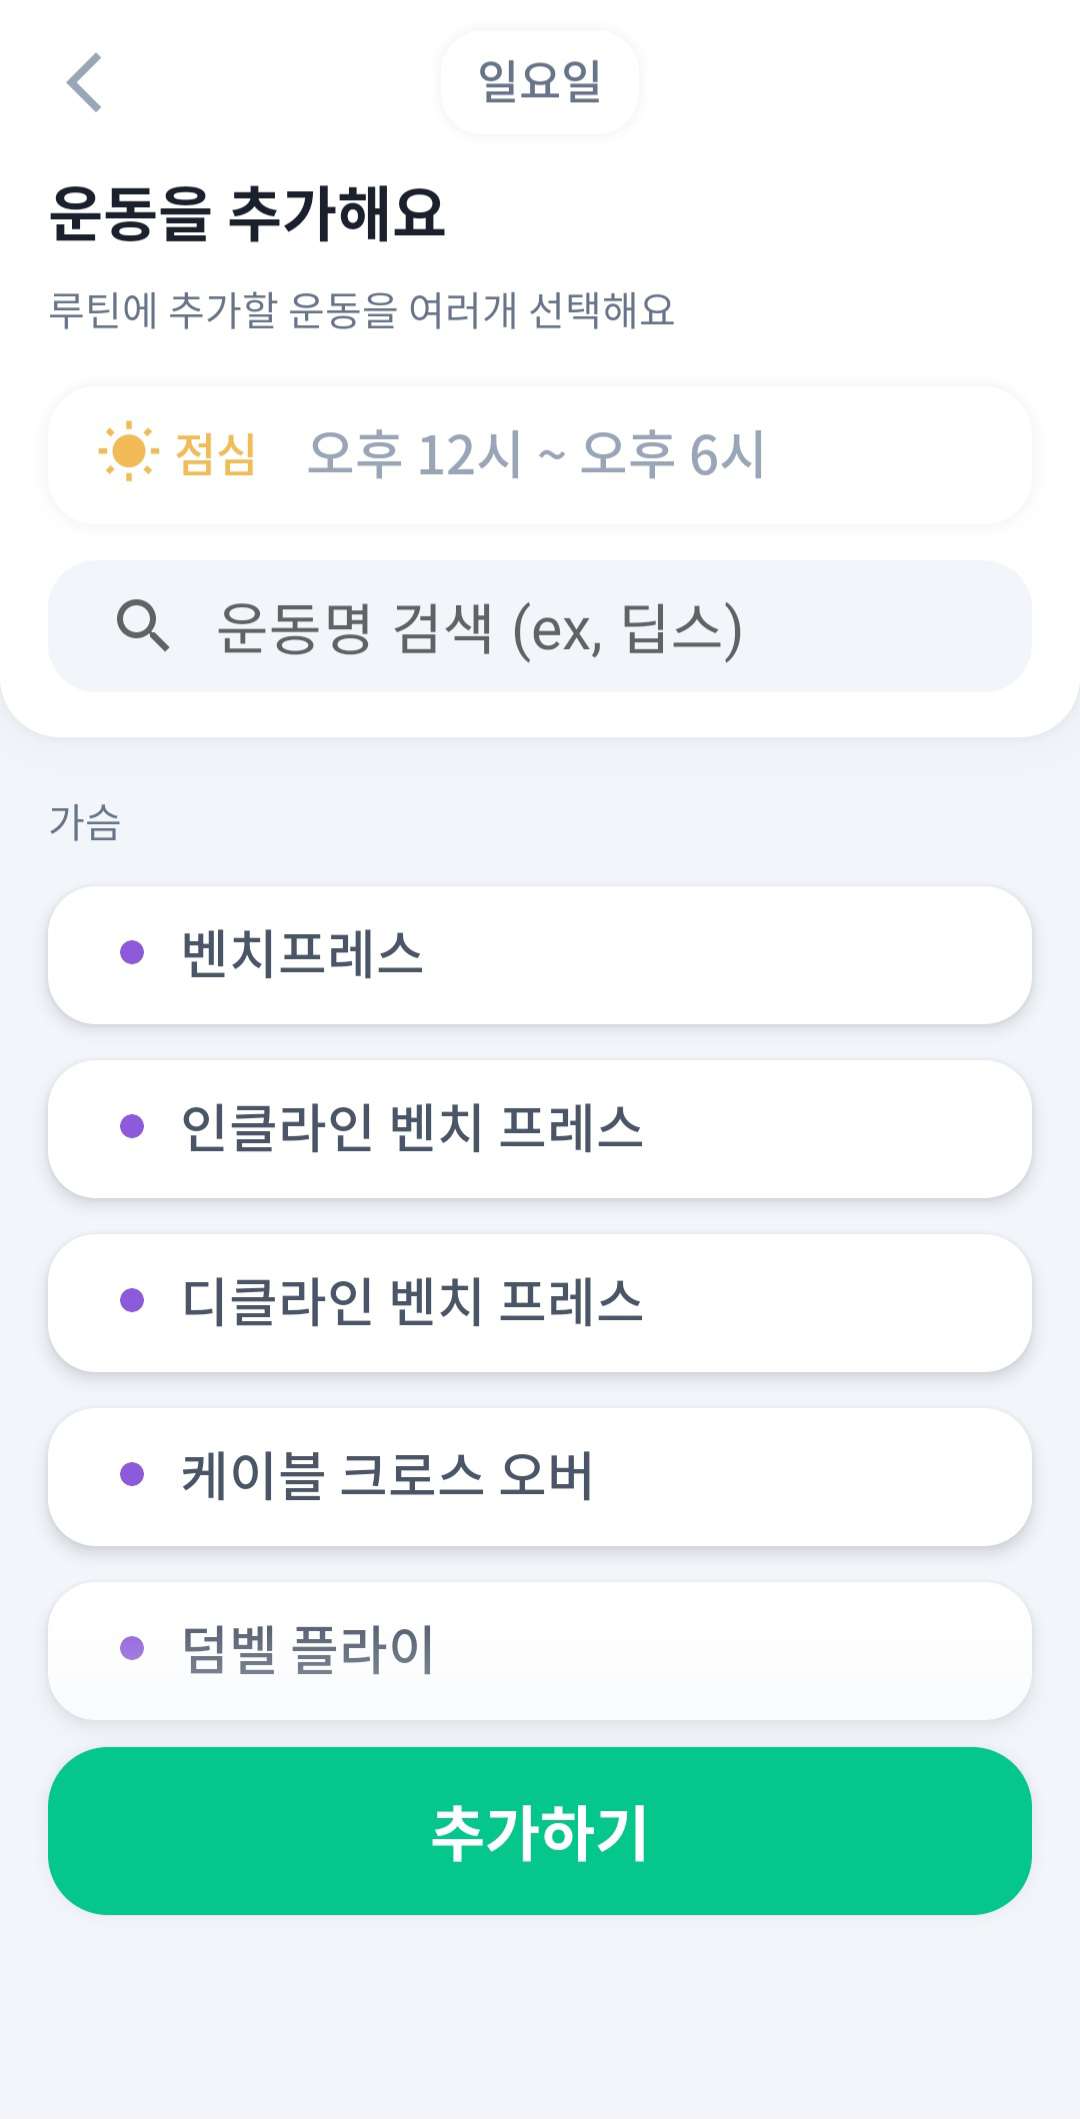 일요일
운동을 추가해요
루틴에 추가할 운동을 여러개 선택해요
점심 오후 12시 ~ 오후 6시
운동명 검색 (ex, 딥스)
가슴
벤치프레스
인클라인 벤치 프레스
디클라인 벤치 프레스
케이블 크로스 오버
덤벨 플라이
추가하기